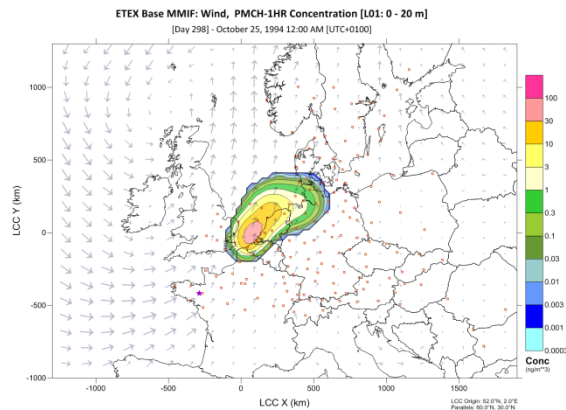 ETEX Base MMIF: Wind, PMCH-1HR Concentration [L01: 0 - 20 m]
[Day 298] - October 25, 1994 12:00 AM [UTC+0100]
1000
500
0
-500
-1000
LCC Y (km)
-1000
-500
0
500
1000
1500
LCC X (km)
100
30
10
3
1
0.3
0.1
0.03
0.01
0.003
0.001
0.0003
Conc
(ng/m**3)
LCC Origin: 52.0°N, 2.0°E
Parallels: 60.0°N, 30.0°N